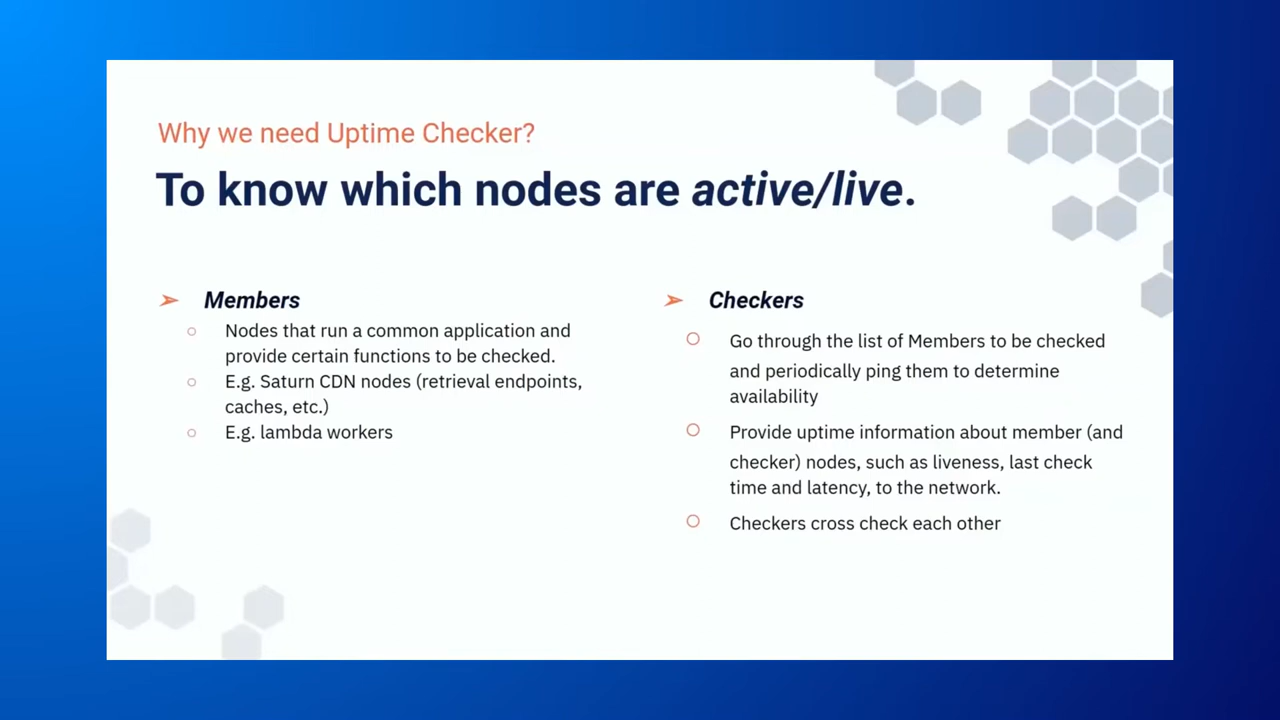 Why we need Uptime Checker?
To know which nodes are active/live.
➢ Members
○ Nodes that run a common application and
provide certain functions to be checked.
○ E.g. Saturn CDN nodes (retrieval endpoints,
caches, etc.)
○ E.g. lambda workers
➢ Checkers
○ Go through the list of Members to be checked
and periodically ping them to determine
availability
○ Provide uptime information about member (and
checker) nodes, such as liveness, last check
time and latency, to the network.
○ Checkers cross check each other